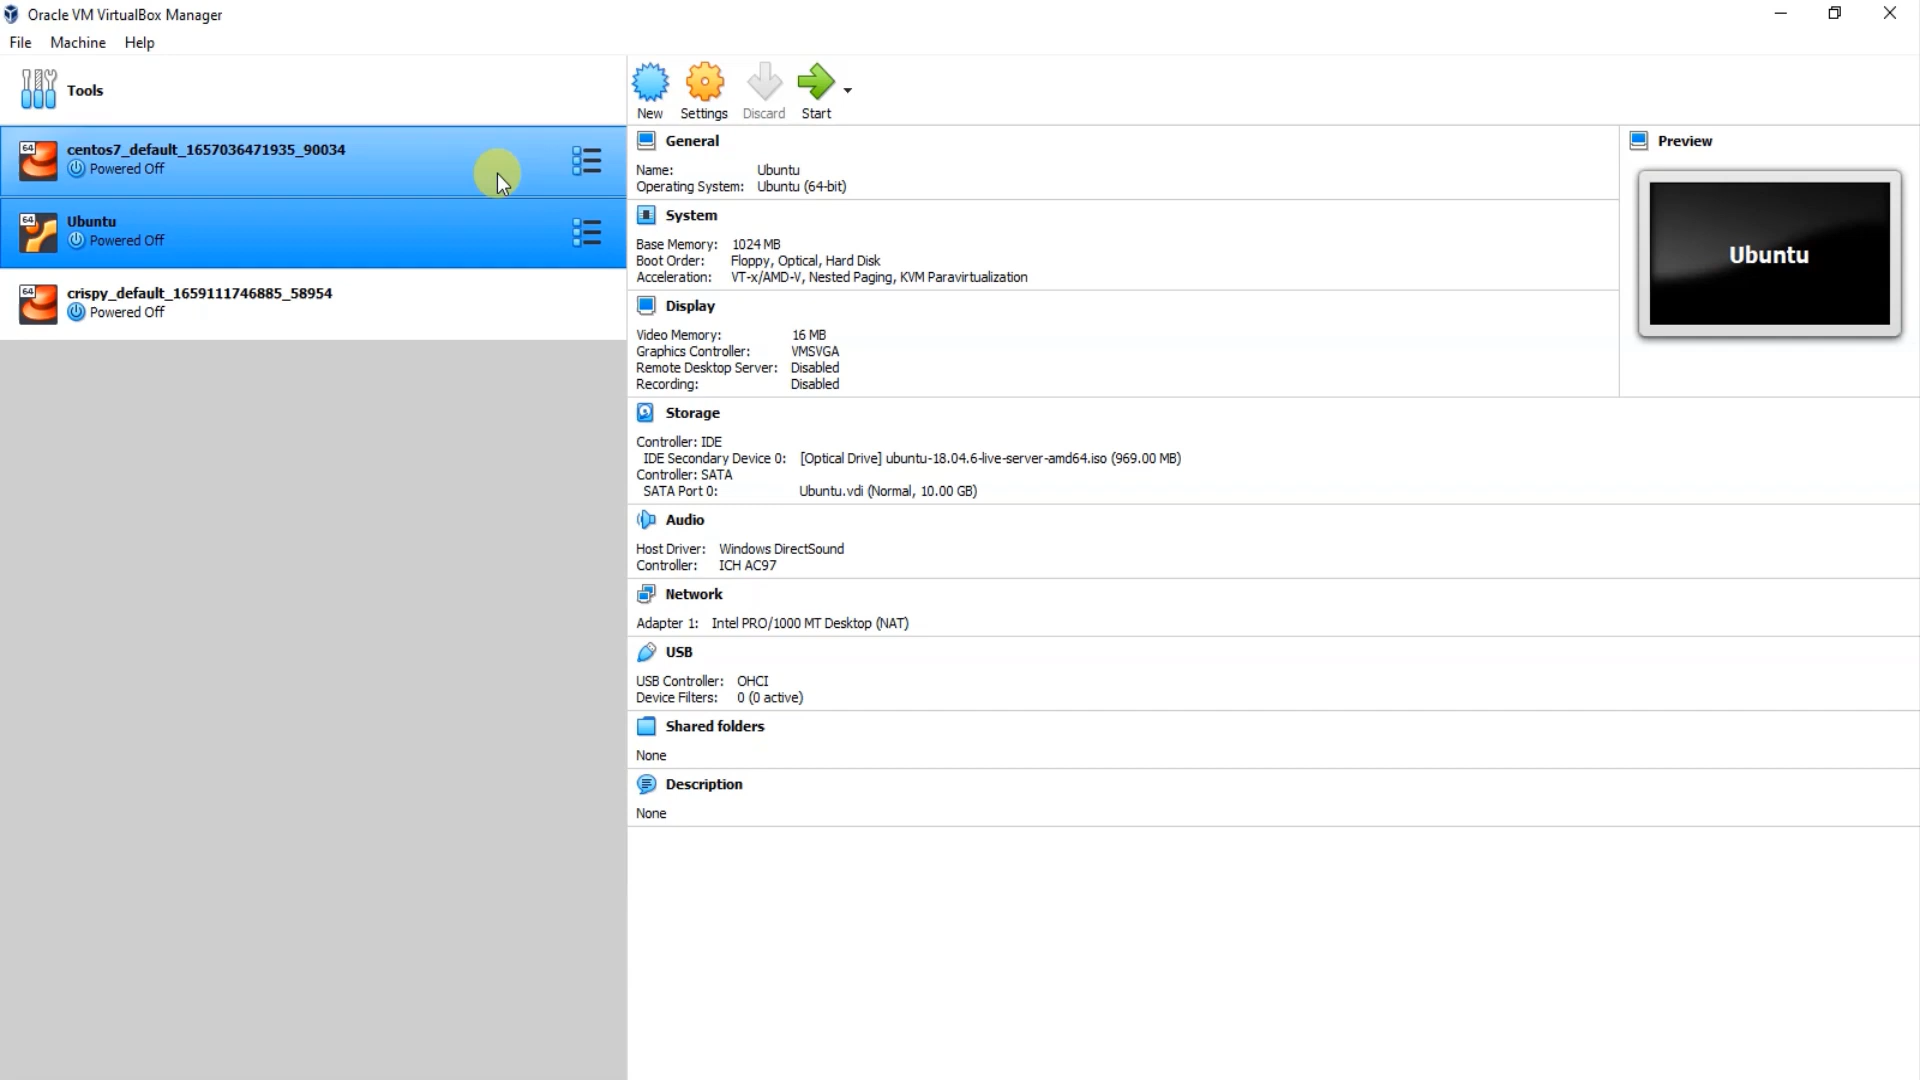 Oracle VM VirtualBox Manager
File Machine Help
Tools
New Settings Discard Start
64 centos7_default_1657036471935_90034
Powered Off
64 Ubuntu
Powered Off
64 crispy_default_1659111746885_58954
Powered Off
General
Name: Ubuntu
Operating System: Ubuntu (64-bit)
System
Base Memory: 1024 MB
Boot Order: Floppy, Optical, Hard Disk
Acceleration: VT-x/AMD-V, Nested Paging, KVM Paravirtualization
Display
Video Memory: 16 MB
Graphics Controller: VMSVGA
Remote Desktop Server: Disabled
Recording: Disabled
Storage
Controller: IDE
IDE Secondary Device 0: [Optical Drive] ubuntu-18.04.6-live-server-amd64.iso (969.00 MB)
Controller: SATA
SATA Port 0: Ubuntu.vdi (Normal, 10.00 GB)
Audio
Host Driver: Windows DirectSound
Controller: ICH AC97
Network
Adapter 1: Intel PRO/1000 MT Desktop (NAT)
USB
USB Controller: OHCI
Device Filters: 0 (0 active)
Shared folders
None
Description
None
Preview
Ubuntu